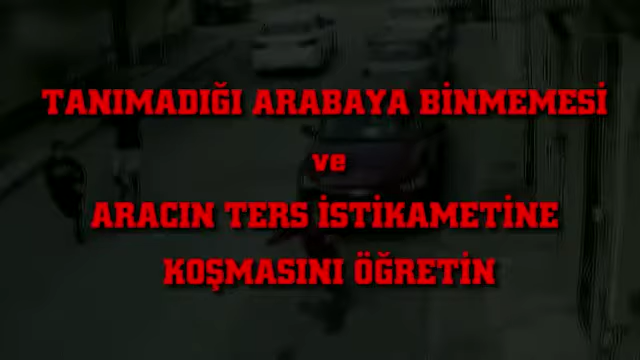 TANIMADIĞI ARABAYA BİNMEMESİ
ve
ARACIN TERS İSTİKAMETİNE
KOŞMASINI ÖĞRETİN